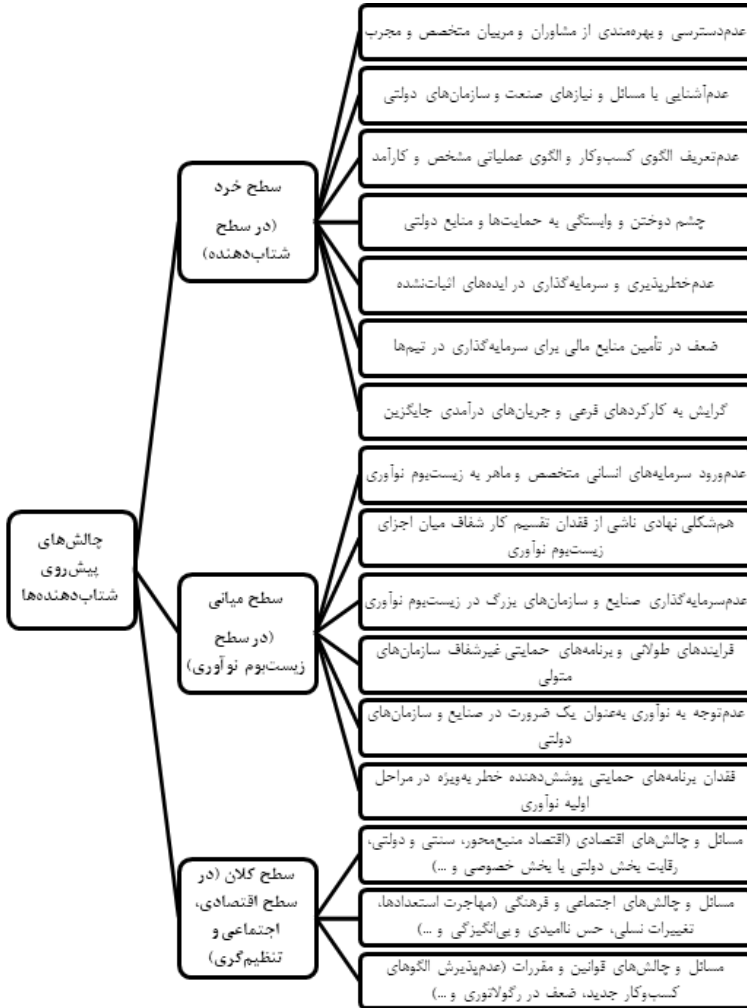 چالش‌های
پیش‌روی
شتاب‌دهنده‌ها
سطح خرد
(در سطح
شتاب‌دهنده)
عدم‌دسترسی و بهره‌مندی از مشاوران و مربیان متخصص و مجرب
عدم‌آشنایی با مسائل و نیازهای صنعت و سازمان‌های دولتی
عدم‌تعریف الگوی کسب‌وکار و الگوی عملیاتی مشخص و کارآمد
چشم دوختن و وابستگی به حمایت‌ها و منابع دولتی
عدم‌خطرپذیری و سرمایه‌گذاری در ایده‌های اثبات‌نشده
ضعف در تأمین منابع مالی برای سرمایه‌گذاری در تیم‌ها
گرایش به کارکردهای فرعی و جریان‌های درآمدی جایگزین
سطح میانی
(در سطح
زیست‌بوم نوآوری)
عدم‌ورود سرمایه‌های انسانی متخصص و ماهر به زیست‌بوم نوآوری
هم‌شکلی نهادی ناشی از فقدان تقسیم کار شفاف میان اجزای
زیست‌بوم نوآوری
عدم‌سرمایه‌گذاری صنایع و سازمان‌های بزرگ در زیست‌بوم نوآوری
فرایندهای طولانی و برنامه‌های حمایتی غیرشفاف سازمان‌های
متولی
عدم‌توجه به نوآوری به‌عنوان یک ضرورت در صنایع و سازمان‌های
دولتی
فقدان برنامه‌های حمایتی پوشش‌دهنده خطر به‌ویژه در مراحل
اولیه نوآوری
سطح کلان (در
سطح اقتصادی،
اجتماعی و
تنظیم‌گری)
مسائل و چالش‌های اقتصادی (اقتصاد منبع‌محور، سنتی و دولتی،
رقابت بخش دولتی با بخش خصوصی و ...)
مسائل و چالش‌های اجتماعی و فرهنگی (مهاجرت استعدادها،
تغییرات نسلی، حس ناامیدی و بی‌انگیزگی و ...)
مسائل و چالش‌های قوانین و مقررات (عدم‌پذیرش الگوهای
کسب‌وکار جدید، ضعف در رگولاتوری و ...)